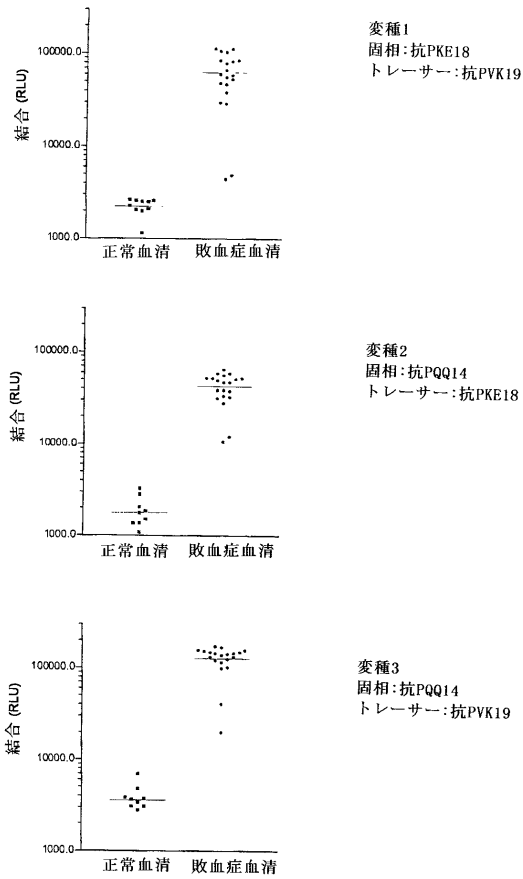 変種1
固相:抗PKE18
トレーサー:抗PVK19
結合 (RLU)
100000.0
10000.0
1000.0
正常血清 敗血症血清
変種2
固相:抗PQQ14
トレーサー:抗PKE18
結合 (RLU)
100000.0
10000.0
1000.0
正常血清 敗血症血清
変種3
固相:抗PQQ14
トレーサー:抗PVK19
結合 (RLU)
100000.0
10000.0
1000.0
正常血清 敗血症血清